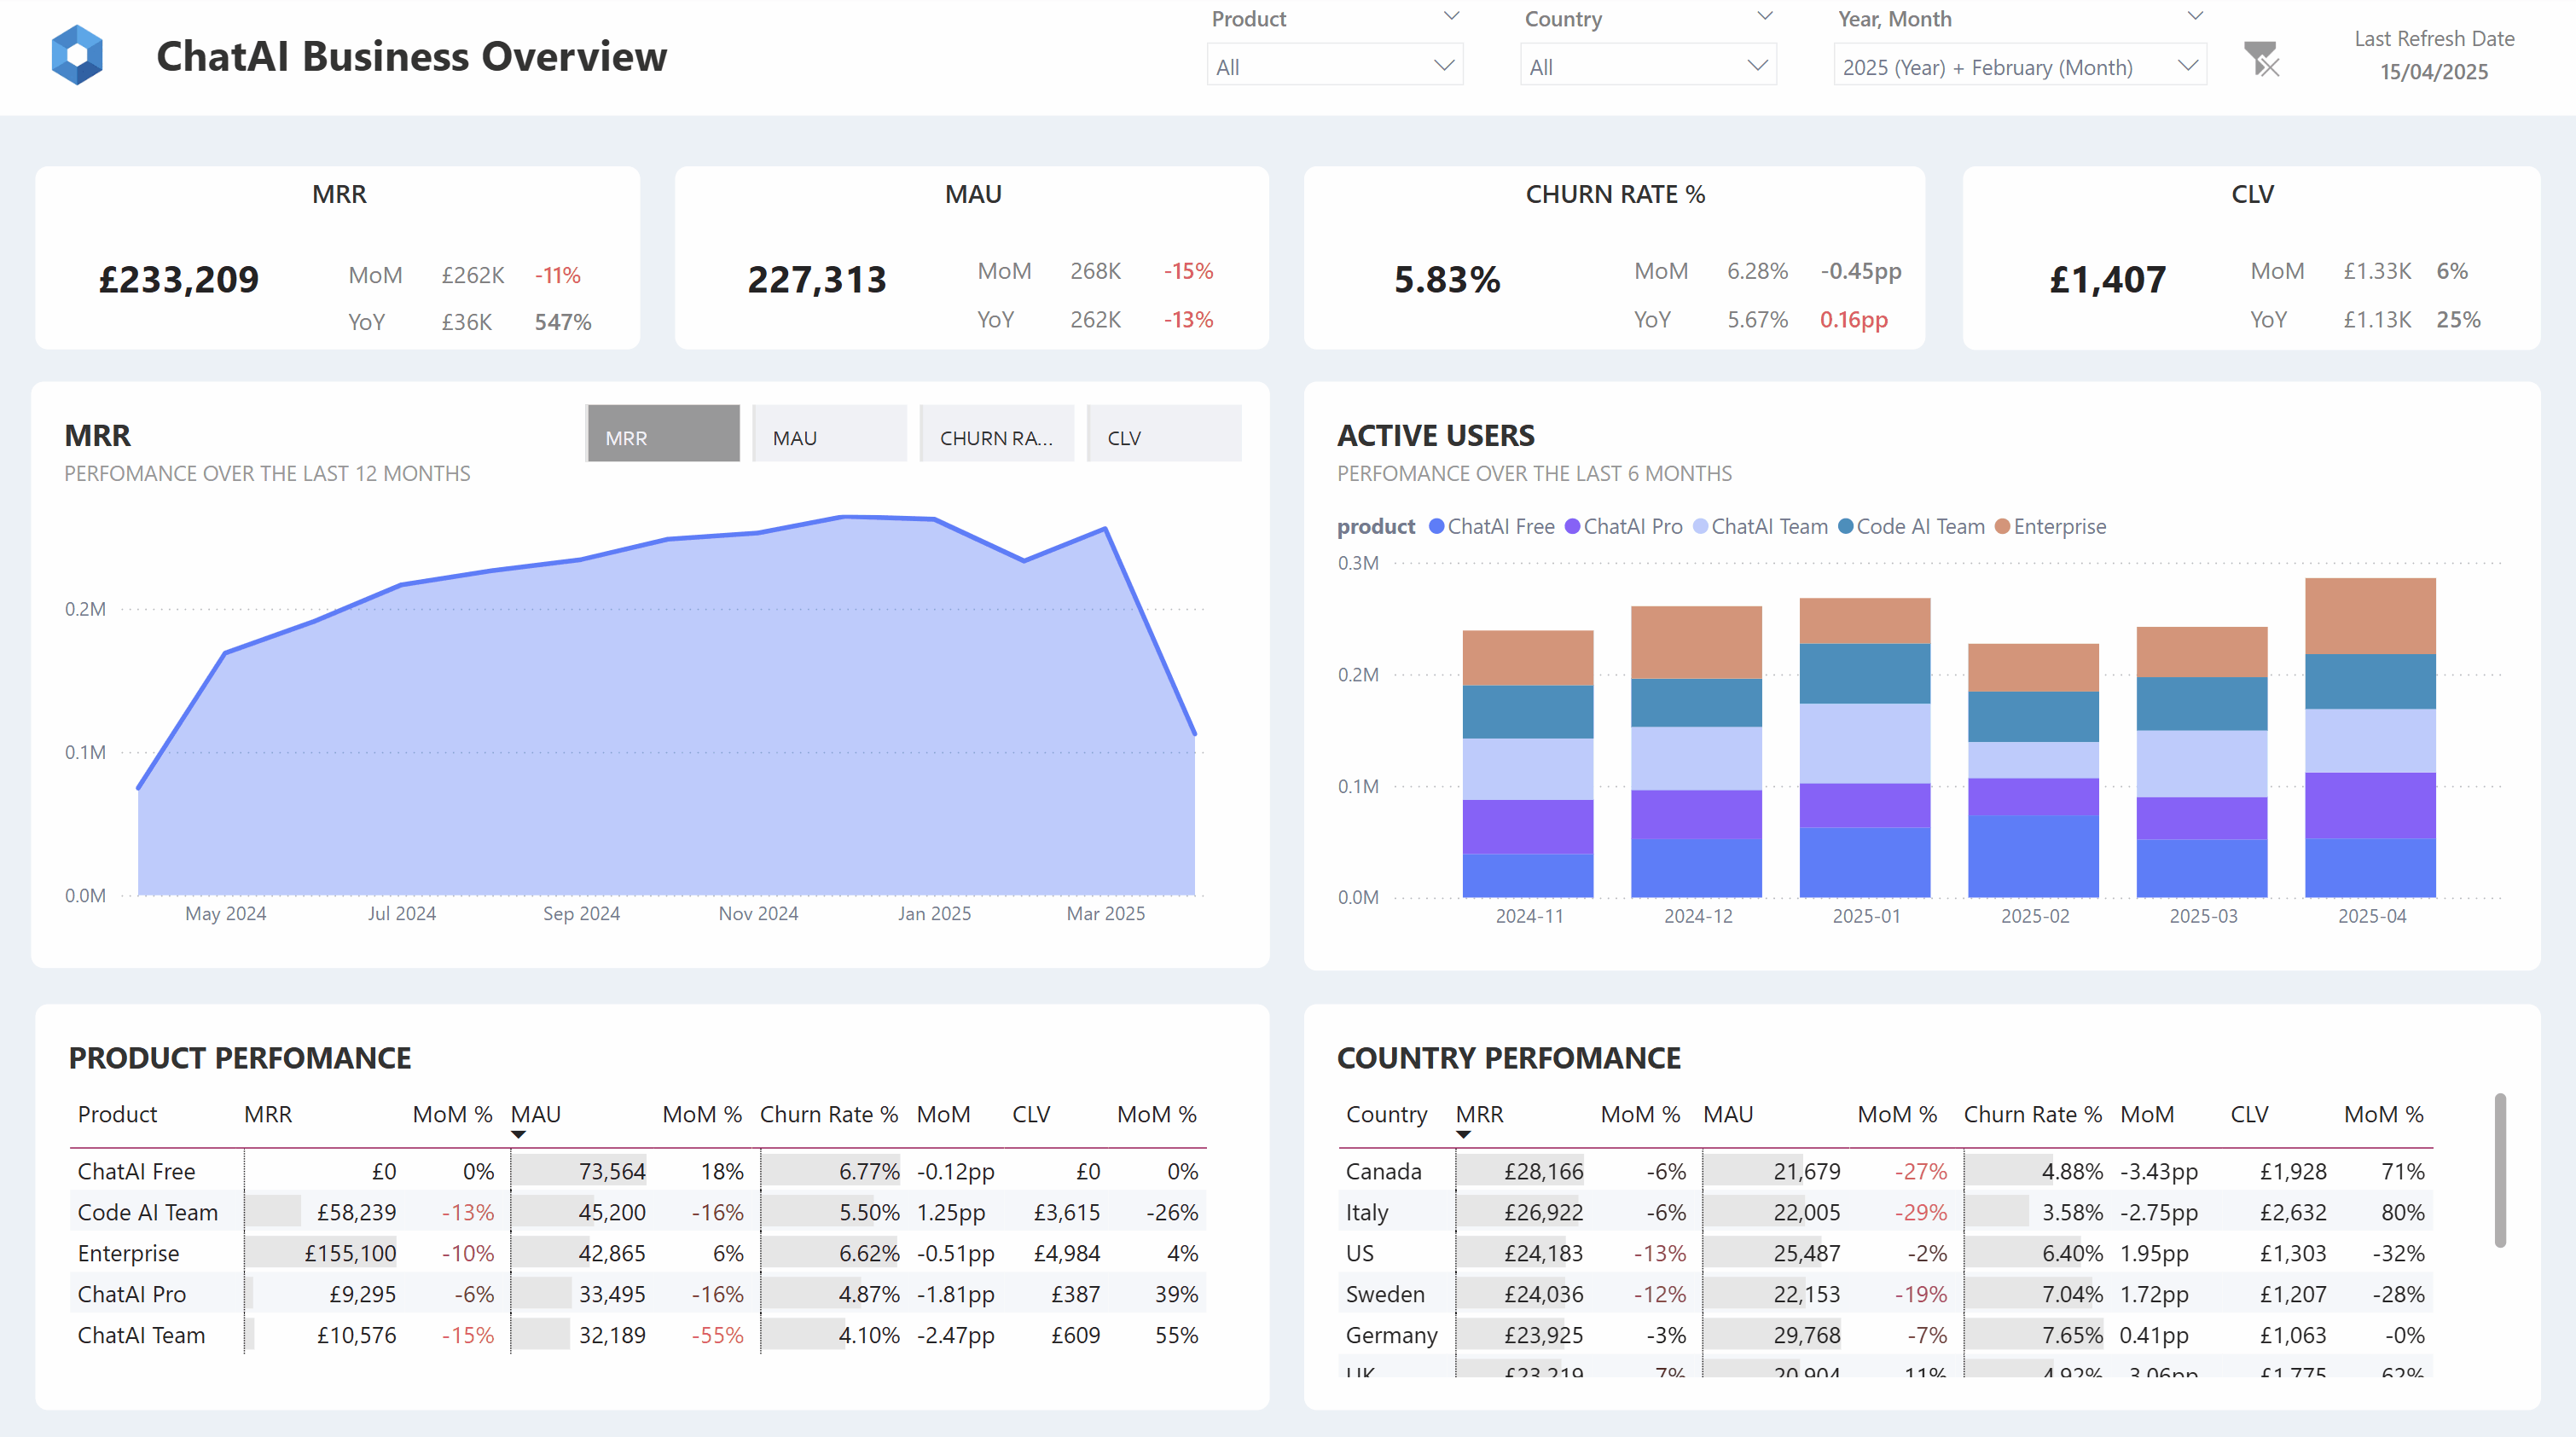 ChatAI Business Overview
Product
All
Country
All
Year, Month
2025 (Year) + February (Month)
Last Refresh Date
15/04/2025
MRR
£233,209
MoM £262K -11%
YoY £36K 547%
MAU
227,313
MoM 268K -15%
YoY 262K -13%
CHURN RATE %
5.83%
MoM 6.28% -0.45pp
YoY 5.67% 0.16pp
CLV
£1,407
MoM £1.33K 6%
YoY £1.13K 25%
MRR
PERFOMANCE OVER THE LAST 12 MONTHS
MRR MAU CHURN RA... CLV
0.2M
0.1M
0.0M
May 2024 Jul 2024 Sep 2024 Nov 2024 Jan 2025 Mar 2025
ACTIVE USERS
PERFOMANCE OVER THE LAST 6 MONTHS
product ChatAI Free ChatAI Pro ChatAI Team Code AI Team Enterprise
0.3M
0.2M
0.1M
0.0M
2024-11 2024-12 2025-01 2025-02 2025-03 2025-04
PRODUCT PERFOMANCE
Product MRR MoM % MAU MoM % Churn Rate % MoM CLV MoM %
ChatAI Free £0 0% 73,564 18% 6.77% -0.12pp £0 0%
Code AI Team £58,239 -13% 45,200 -16% 5.50% 1.25pp £3,615 -26%
Enterprise £155,100 -10% 42,865 6% 6.62% -0.51pp £4,984 4%
ChatAI Pro £9,295 -6% 33,495 -16% 4.87% -1.81pp £387 39%
ChatAI Team £10,576 -15% 32,189 -55% 4.10% -2.47pp £609 55%
COUNTRY PERFOMANCE
Country MRR MoM % MAU MoM % Churn Rate % MoM CLV MoM %
Canada £28,166 -6% 21,679 -27% 4.88% -3.43pp £1,928 71%
Italy £26,922 -6% 22,005 -29% 3.58% -2.75pp £2,632 80%
US £24,183 -13% 25,487 -2% 6.40% 1.95pp £1,303 -32%
Sweden £24,036 -12% 22,153 -19% 7.04% 1.72pp £1,207 -28%
Germany £23,925 -3% 29,768 -7% 7.65% 0.41pp £1,063 -0%
UK £23,219 20,904 4.92% £1,775 62%